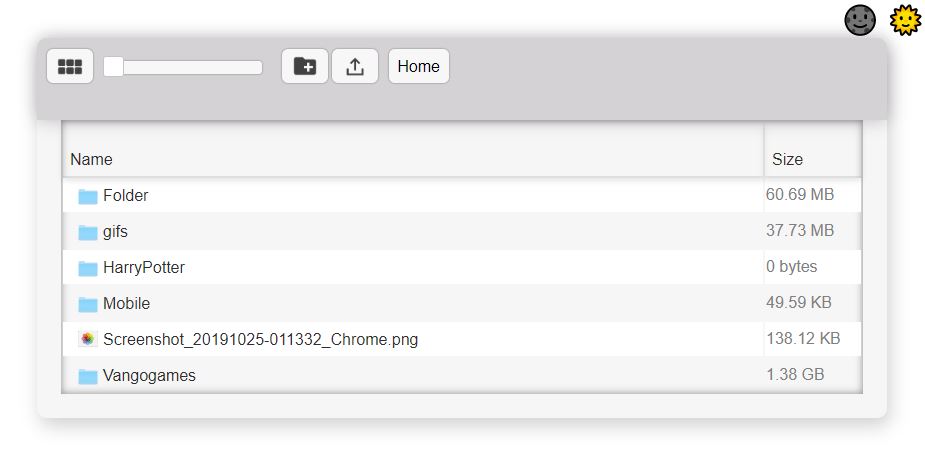 Home
Name Size
Folder 60.69 MB
gifs 37.73 MB
HarryPotter 0 bytes
Mobile 49.59 KB
Screenshot_20191025-011332_Chrome.png 138.12 KB
Vangogames 1.38 GB